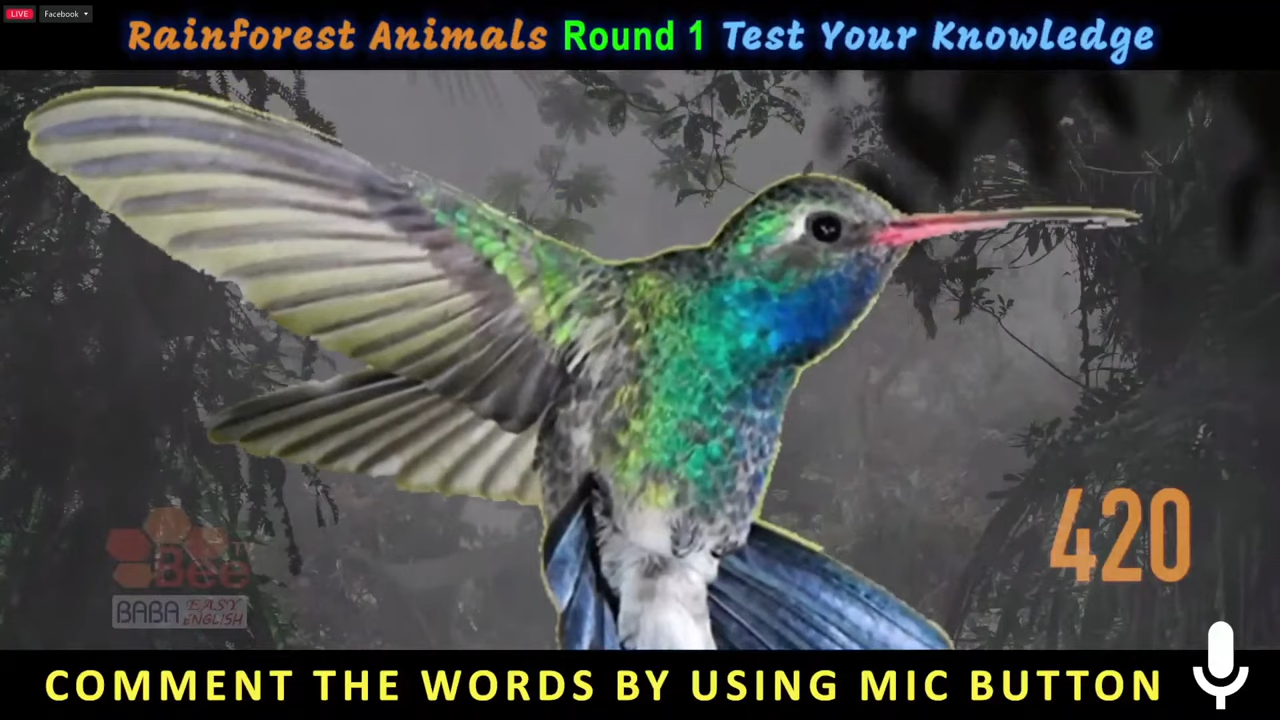 LIVE Facebook
Rainforest Animals Round 1 Test Your Knowledge
420
Bee
BABA EASY ENGLISH
COMMENT THE WORDS BY USING MIC BUTTON